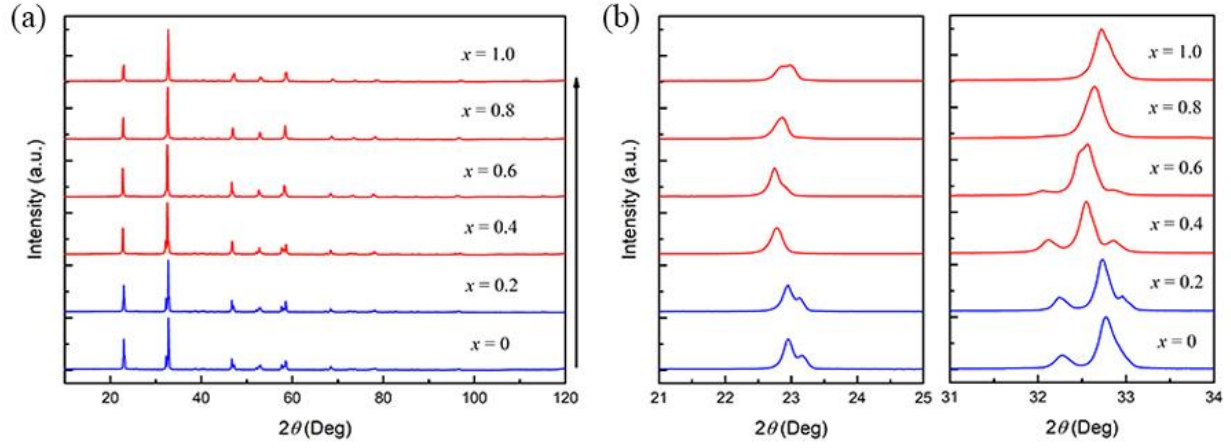 (a)
(b)
Intensity (a.u.)
x = 1.0
x = 0.8
x = 0.6
x = 0.4
x = 0.2
x = 0
20 40 60 80 100 120
2θ (Deg)
Intensity (a.u.)
21 22 23 24 25
2θ (Deg)
x = 1.0
x = 0.8
x = 0.6
x = 0.4
x = 0.2
x = 0
31 32 33 34
2θ (Deg)